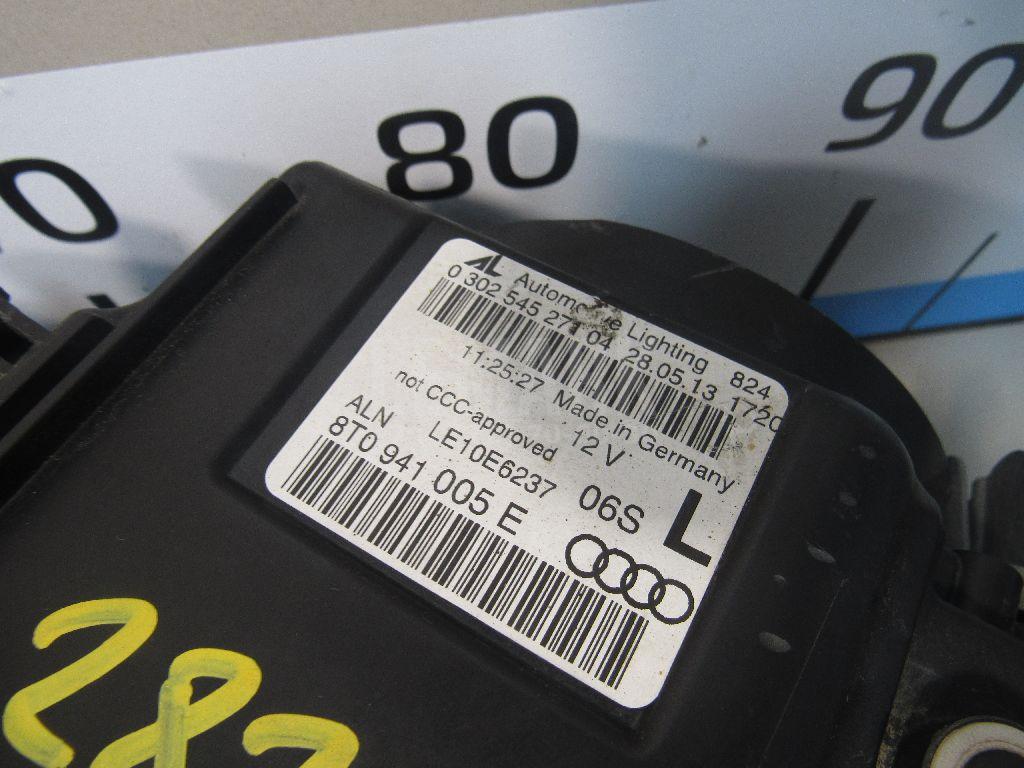 80
90
AL Automotive Lighting 824
0 302 545 271 04 28.05.13 1720
11:25:27 Made in Germany
not CCC-approved 12 V
ALN LE10E6237 06S L
8T0 941 005 E